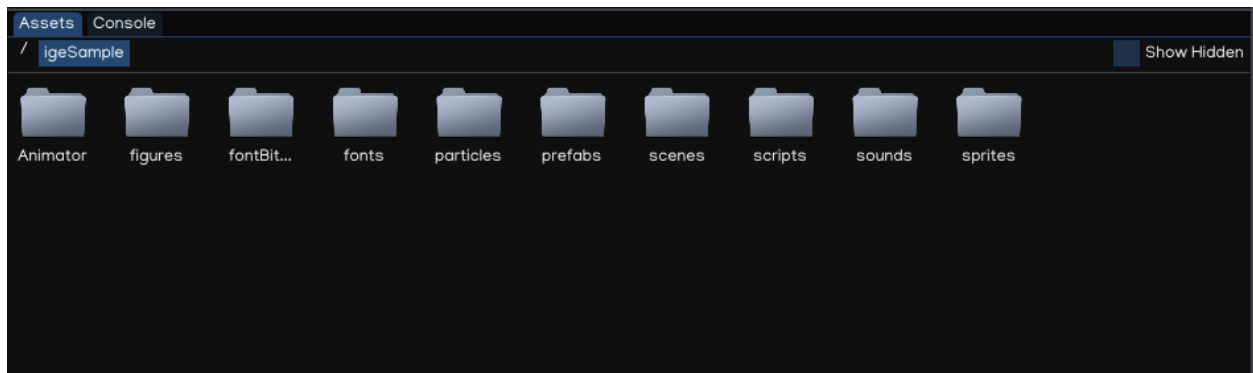 Assets Console
/ igeSample Show Hidden
Animator figures fontBit... fonts particles prefabs scenes scripts sounds sprites